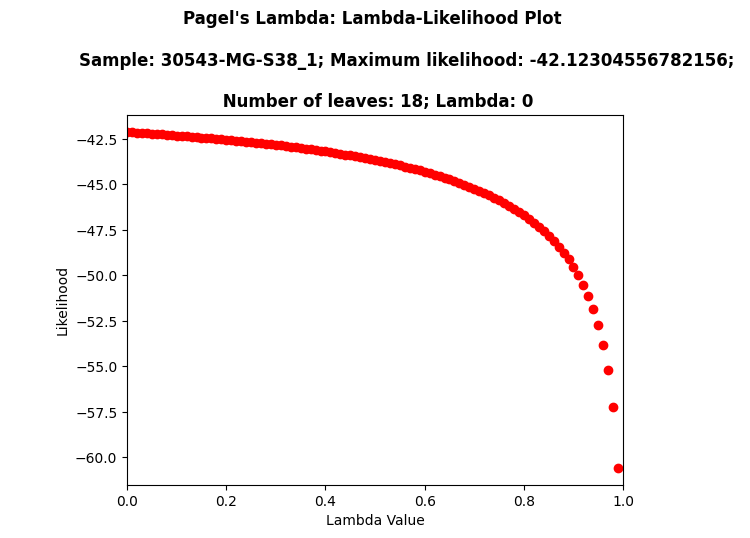 Pagel's Lambda: Lambda-Likelihood Plot
Sample: 30543-MG-S38_1; Maximum likelihood: -42.12304556782156;
Number of leaves: 18; Lambda: 0
−42.5
−45.0
−47.5
−50.0
−52.5
−55.0
−57.5
−60.0
Likelihood
0.0 0.2 0.4 0.6 0.8 1.0
Lambda Value